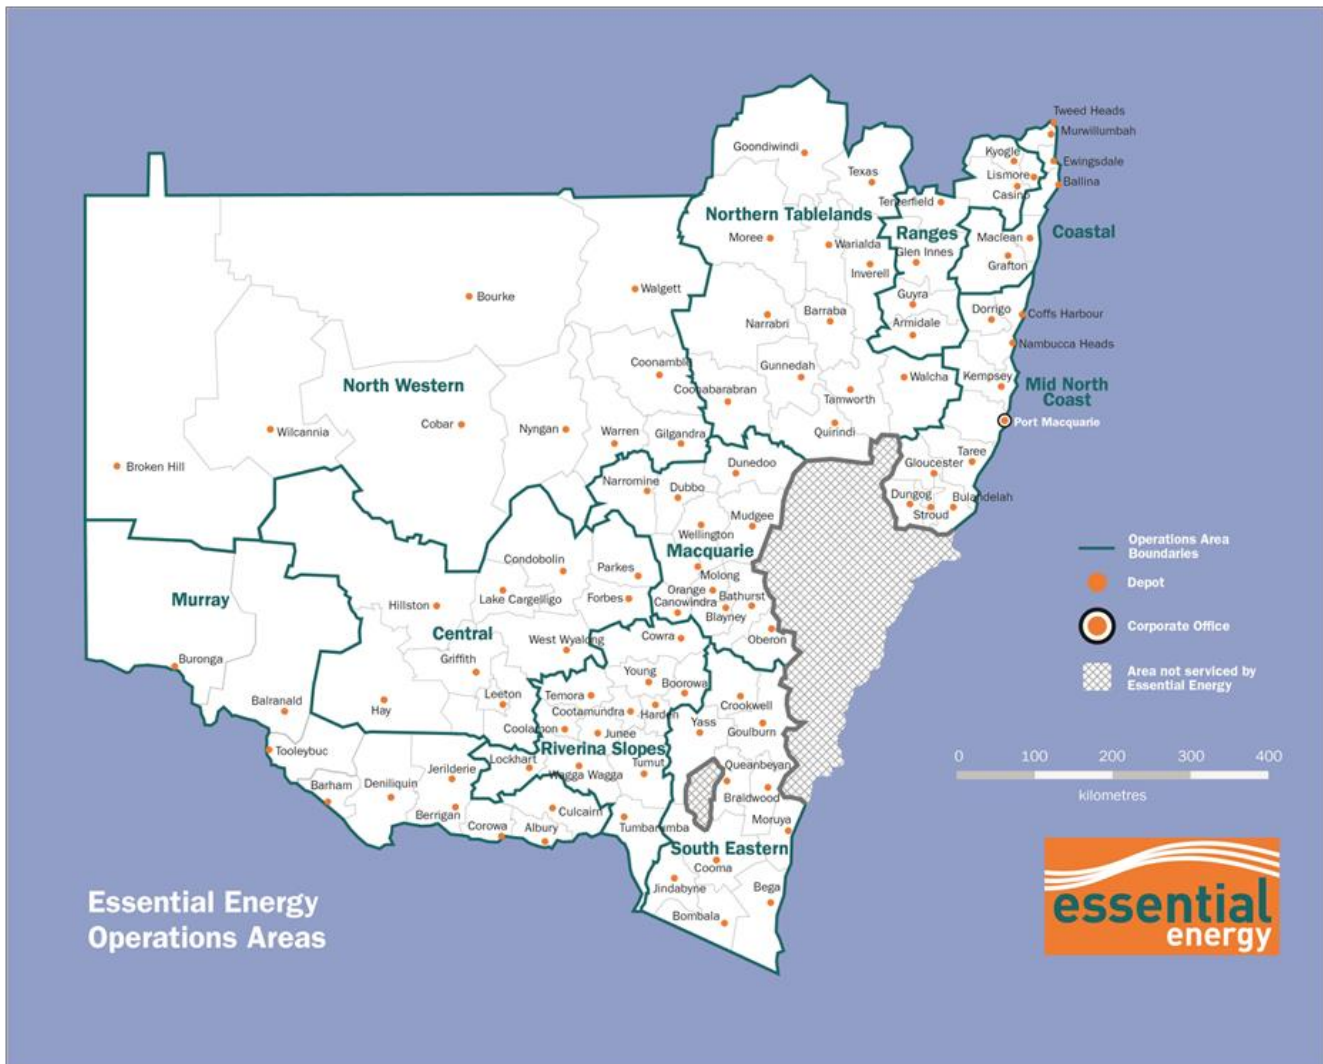 Tweed Heads
Murwillumbah
Goondiwindi
Kyogle
Ewingsdale
Texas
Lismore
Ballina
Casino
Tenterfield
Northern Tablelands
Ranges
Coastal
Moree
Warialda
Maclean
Glen Innes
Grafton
Inverell
Walgett
Bourke
Guyra
Dorrigo
Barraba
Coffs Harbour
Narrabri
Armidale
Nambucca Heads
Coonamble
Gunnedah
Walcha
Kempsey
North Western
Coonabarabran
Mid North
Coast
Tamworth
Port Macquarie
Cobar
Nyngan
Warren
Gilgandra
Quirindi
Wilcannia
Taree
Broken Hill
Dunedoo
Gloucester
Narromine
Dubbo
Dungog
Bulahdelah
Stroud
Mudgee
Wellington
Operations Area
Boundaries
Macquarie
Condobolin
Parkes
Molong
Depot
Murray
Hillston
Lake Cargelligo
Forbes
Orange
Bathurst
Canowindra
Blayney
Corporate Office
Central
West Wyalong
Cowra
Oberon
Buronga
Griffith
Young
Area not serviced by
Essential Energy
Boorowa
Leeton
Temora
Balranald
Hay
Crookwell
Cootamundra
Harden
Yass
Coolamon
Junee
Goulburn
Tooleybuc
Riverina Slopes
0 100 200 300 400
kilometres
Lockhart
Tumut
Queanbeyan
Jerilderie
Wagga Wagga
Barham
Deniliquin
Braidwood
Berrigan
Culcairn
Moruya
Corowa
Albury
Tumbarumba
South Eastern
Cooma
Jindabyne
Bega
Bombala
Essential Energy
Operations Areas
essential
energy